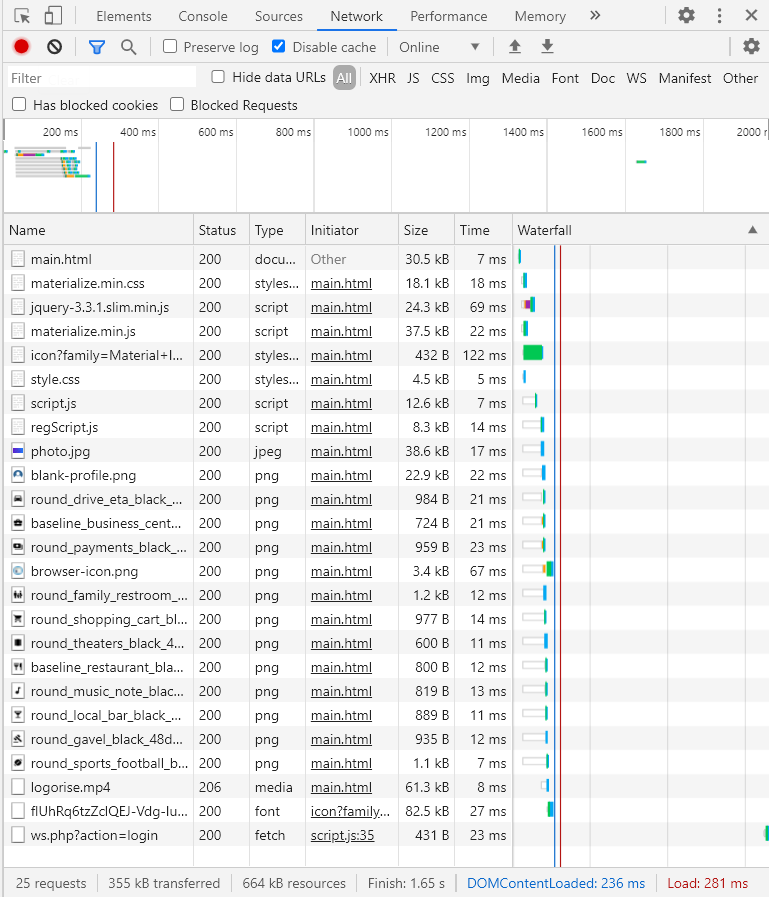 Elements Console Sources Network Performance Memory »
Preserve log Disable cache Online
Filter Hide data URLs All XHR JS CSS Img Media Font Doc WS Manifest Other
Has blocked cookies Blocked Requests
200 ms 400 ms 600 ms 800 ms 1000 ms 1200 ms 1400 ms 1600 ms 1800 ms 2000 r
Name Status Type Initiator Size Time Waterfall
main.html 200 docu... Other 30.5 kB 7 ms
materialize.min.css 200 styles... main.html 18.1 kB 18 ms
jquery-3.3.1.slim.min.js 200 script main.html 24.3 kB 69 ms
materialize.min.js 200 script main.html 37.5 kB 22 ms
icon?family=Material+I... 200 styles... main.html 432 B 122 ms
style.css 200 styles... main.html 4.5 kB 5 ms
script.js 200 script main.html 12.6 kB 7 ms
regScript.js 200 script main.html 8.3 kB 14 ms
photo.jpg 200 jpeg main.html 38.6 kB 17 ms
blank-profile.png 200 png main.html 22.9 kB 22 ms
round_drive_eta_black_... 200 png main.html 984 B 21 ms
baseline_business_cent... 200 png main.html 724 B 21 ms
round_payments_black_... 200 png main.html 959 B 23 ms
browser-icon.png 200 png main.html 3.4 kB 67 ms
round_family_restroom_... 200 png main.html 1.2 kB 12 ms
round_shopping_cart_bl... 200 png main.html 977 B 14 ms
round_theaters_black_4... 200 png main.html 600 B 11 ms
baseline_restaurant_bla... 200 png main.html 800 B 12 ms
round_music_note_blac... 200 png main.html 819 B 13 ms
round_local_bar_black_... 200 png main.html 889 B 11 ms
round_gavel_black_48d... 200 png main.html 935 B 12 ms
round_sports_football_b... 200 png main.html 1.1 kB 7 ms
logorise.mp4 206 media main.html 61.3 kB 8 ms
flUhRq6tzZclQEJ-Vdg-Iu... 200 font icon?family... 82.5 kB 27 ms
ws.php?action=login 200 fetch script.js:35 431 B 23 ms
25 requests 355 kB transferred 664 kB resources Finish: 1.65 s DOMContentLoaded: 236 ms Load: 281 ms